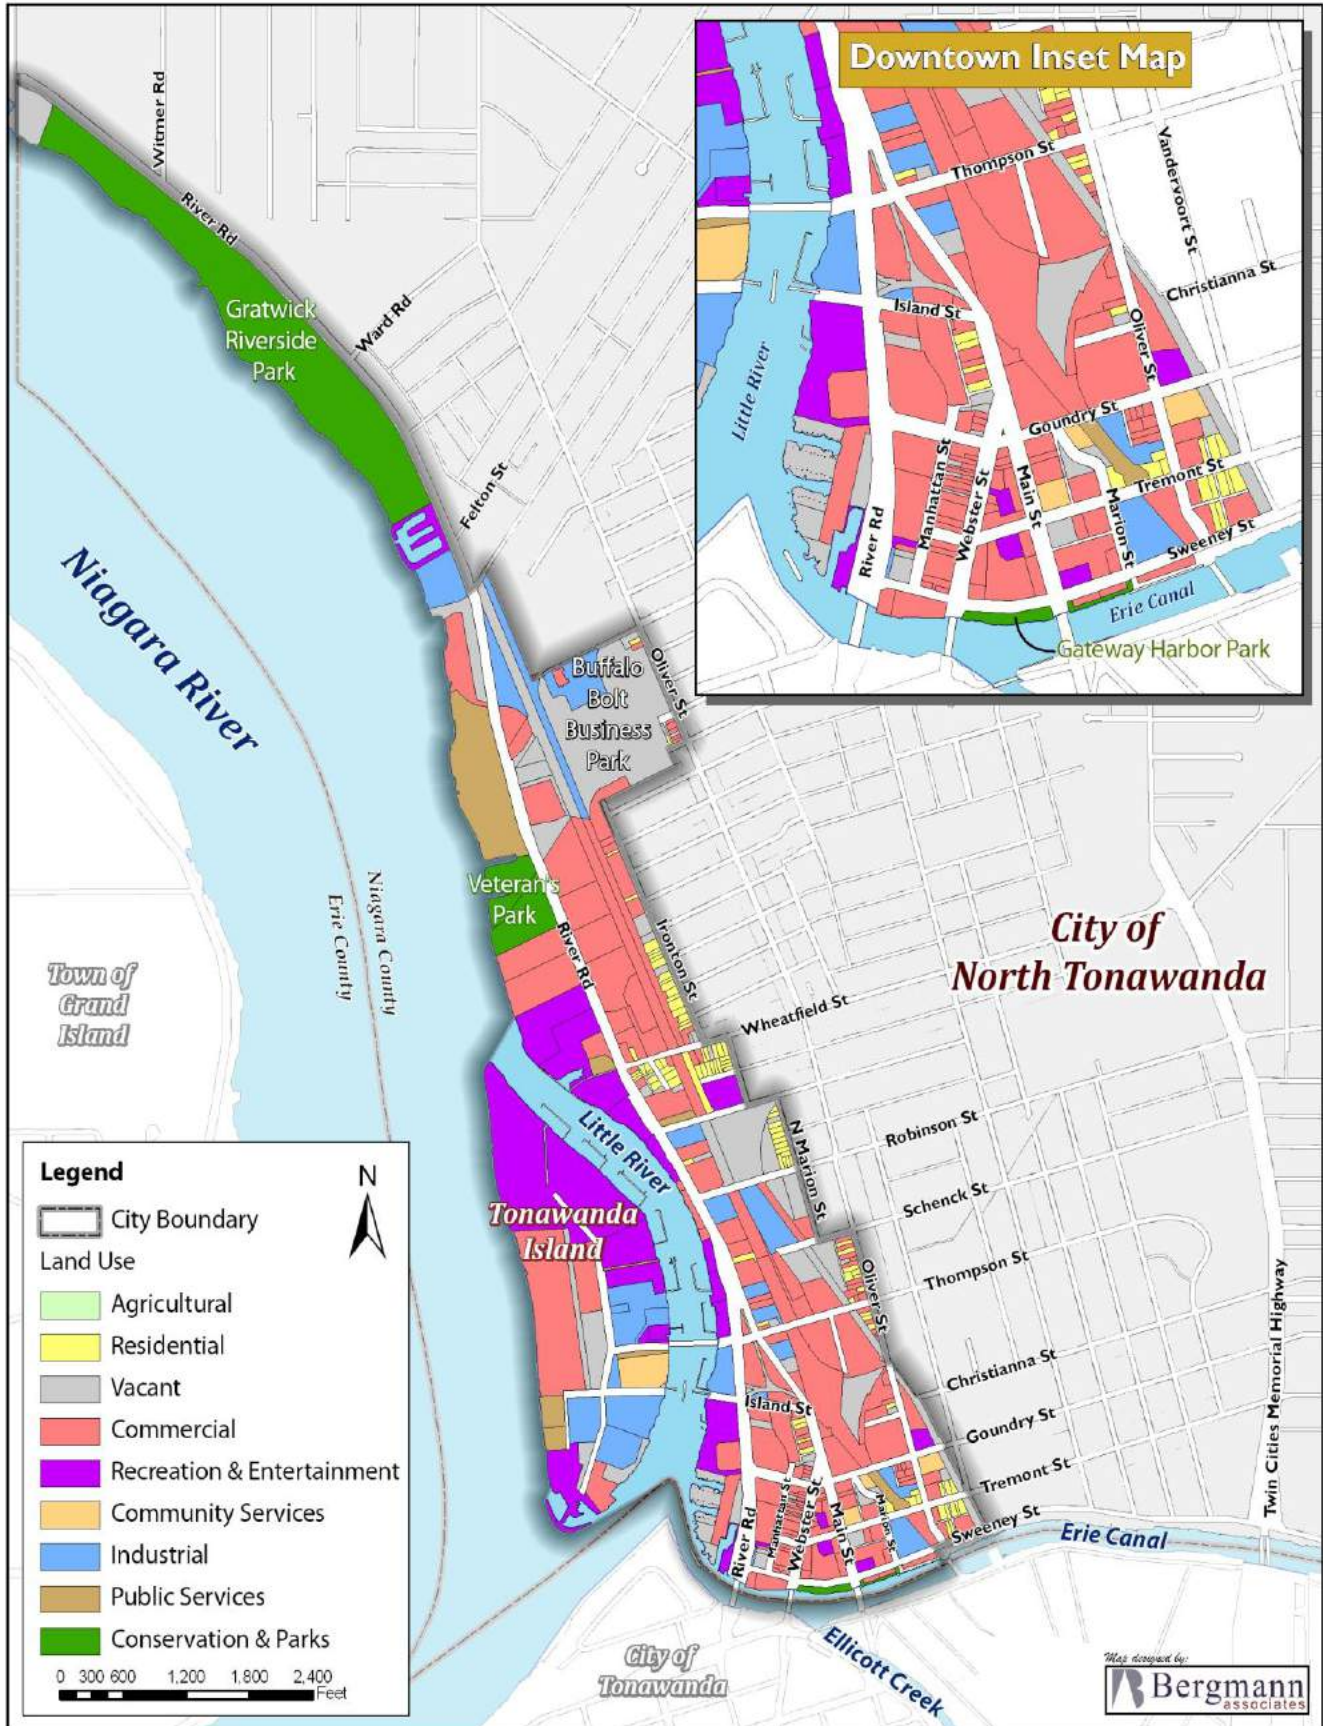 Downtown Inset Map
Thompson St
Vandervoort St
Christianna St
Island St
Oliver St
Little River
Goundry St
Manhattan St
Webster St
Main St
Tremont St
Marion St
River Rd
Sweeney St
Erie Canal
Gateway Harbor Park
Witmer Rd
River Rd
Gratwick
Riverside
Park
Ward Rd
Felton St
Niagara River
Buffalo
Bolt
Business
Park
Oliver St
Veteran's
Park
River Rd
Ironton St
Niagara County
Erie County
Town of
Grand
Island
City of
North Tonawanda
Wheatfield St
Little River
Robinson St
N Marion St
Schenck St
Tonawanda
Island
Thompson St
Oliver St
Christianna St
Island St
Goundry St
Tremont St
Twin Cities Memorial Highway
River Rd
Manhattan St
Webster St
Main St
Marion St
Sweeney St
Erie Canal
Ellicott Creek
City of
Tonawanda
Legend
N
City Boundary
Land Use
Agricultural
Residential
Vacant
Commercial
Recreation & Entertainment
Community Services
Industrial
Public Services
Conservation & Parks
0 300 600 1,200 1,800 2,400
Feet
Map designed by:
Bergmann
associates